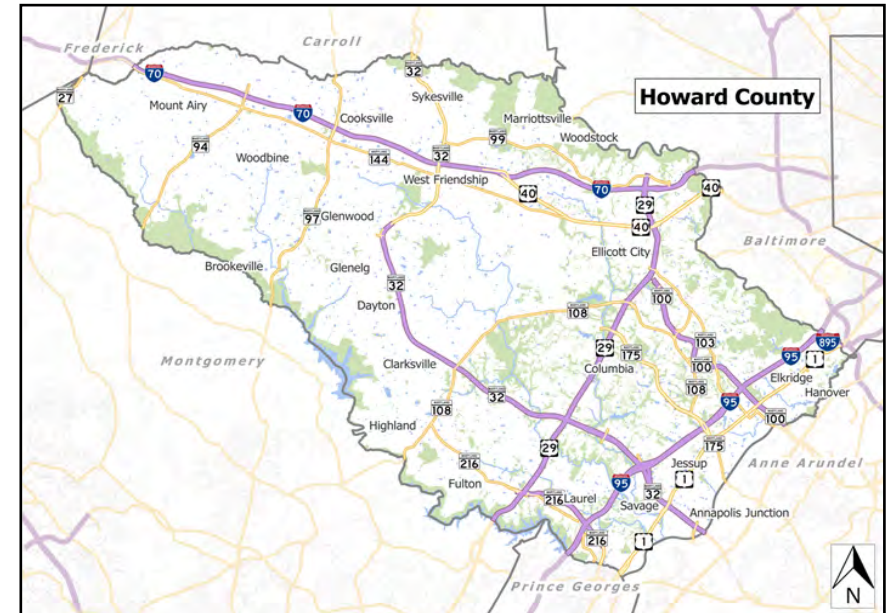 Frederick
Carroll
70
32
27
Mount Airy
Sykesville
Howard County
70
Cooksville
Marriottsville
94
99
Woodstock
32
Woodbine
144
West Friendship
40
70
40
29
97
Glenwood
40
Ellicott City
Baltimore
Brookeville
Glenelg
32
100
Dayton
108
Montgomery
29
175
103
95
895
1
Clarksville
Columbia
100
Elkridge
108
Hanover
32
95
108
100
Highland
29
175
216
Jessup
Anne Arundel
Fulton
95
1
216
Laurel
32
Savage
Annapolis Junction
216
1
Prince Georges
N